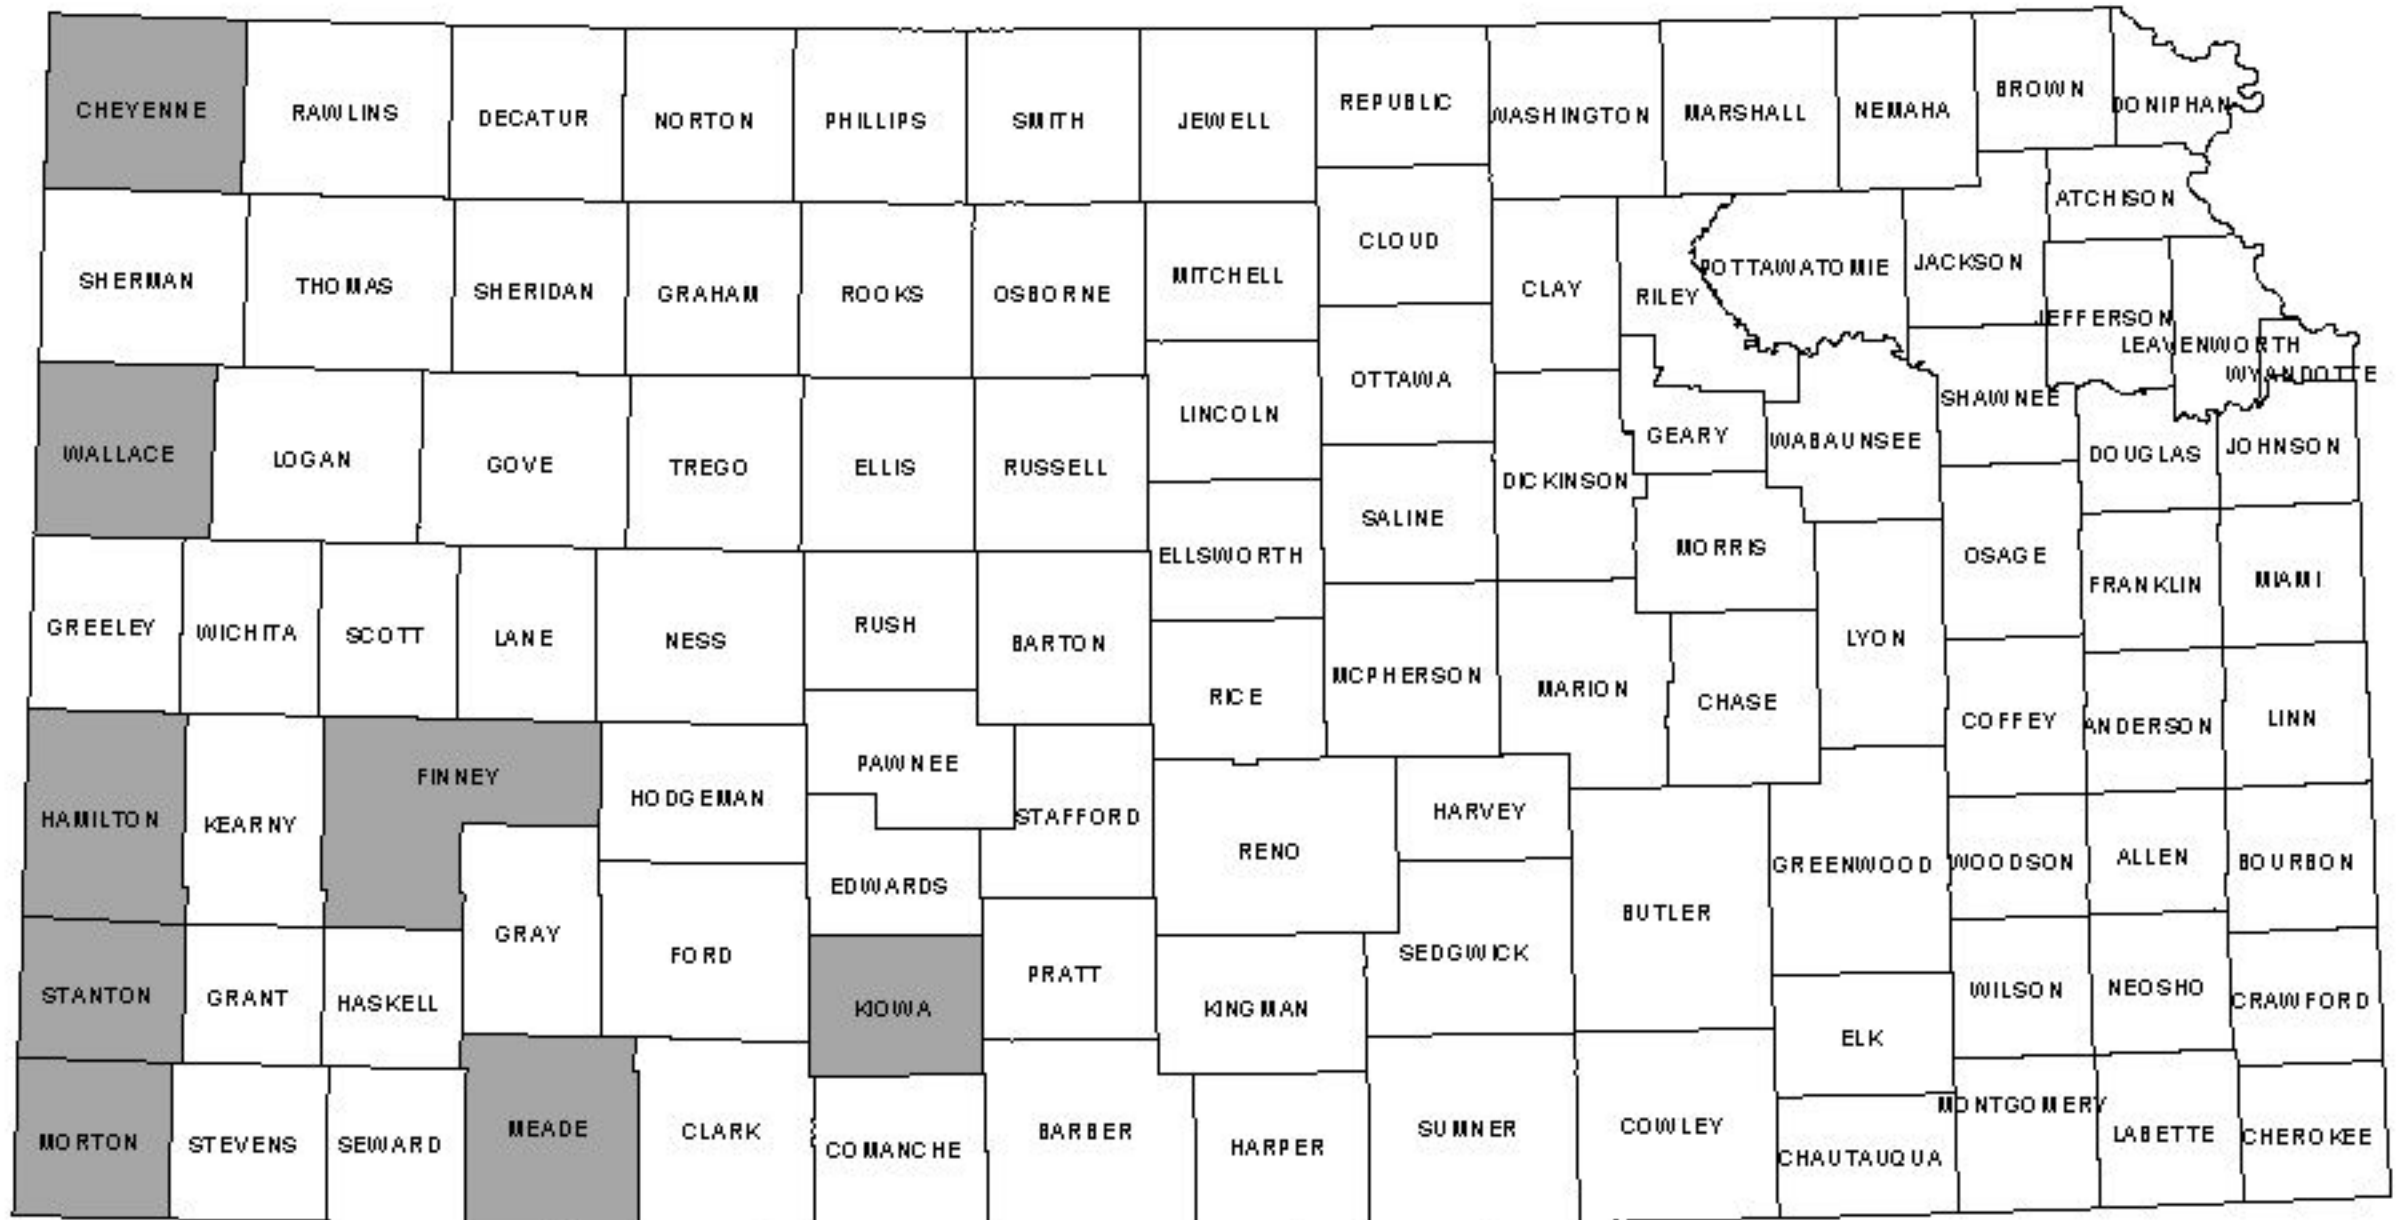 CHEYENNE
RAWLINS
DECATUR
NORTON
PHILLIPS
SMITH
JEWELL
REPUBLIC
WASHINGTON
MARSHALL
NEMAHA
BROWN
DONIPHAN
ATCHISON
SHERMAN
THOMAS
SHERIDAN
GRAHAM
ROOKS
OSBORNE
MITCHELL
CLOUD
CLAY
RILEY
POTTAWATOMIE
JACKSON
JEFFERSON
LEAVENWORTH
WYANDOTTE
WALLACE
LOGAN
GOVE
TREGO
ELLIS
RUSSELL
LINCOLN
OTTAWA
DICKINSON
GEARY
WABAUNSEE
SHAWNEE
DOUGLAS
JOHNSON
ELLSWORTH
SALINE
MORRIS
OSAGE
FRANKLIN
MIAMI
GREELEY
WICHITA
SCOTT
LANE
NESS
RUSH
BARTON
RICE
MCPHERSON
MARION
CHASE
LYON
COFFEY
ANDERSON
LINN
HAMILTON
KEARNY
FINNEY
HODGEMAN
PAWNEE
STAFFORD
RENO
HARVEY
BUTLER
GREENWOOD
WOODSON
ALLEN
BOURBON
GRAY
FORD
EDWARDS
PRATT
SEDGWICK
STANTON
GRANT
HASKELL
KIOWA
KINGMAN
ELK
WILSON
NEOSHO
CRAWFORD
MORTON
STEVENS
SEWARD
MEADE
CLARK
COMANCHE
BARBER
HARPER
SUMNER
COWLEY
CHAUTAUQUA
MONTGOMERY
LABETTE
CHEROKEE